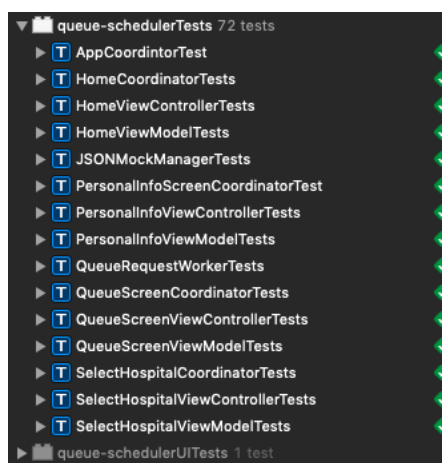 queue-schedulerTests 72 tests
T AppCoordintorTest
T HomeCoordinatorTests
T HomeViewControllerTests
T HomeViewModelTests
T JSONMockManagerTests
T PersonalInfoScreenCoordinatorTest
T PersonalInfoViewControllerTests
T PersonalInfoViewModelTests
T QueueRequestWorkerTests
T QueueScreenCoordinatorTests
T QueueScreenViewControllerTests
T QueueScreenViewModelTests
T SelectHospitalCoordinatorTests
T SelectHospitalViewControllerTests
T SelectHospitalViewModelTests
queue-schedulerUITests 1 test